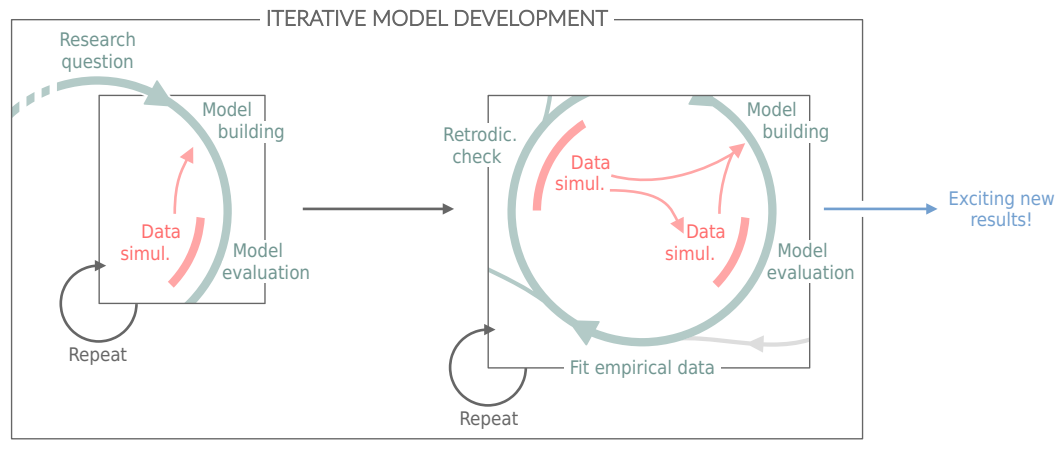 ITERATIVE MODEL DEVELOPMENT
Research
question
Model
building
Data
simul.
Model
evaluation
Repeat
Retrodic.
check
Data
simul.
Model
building
Data
simul.
Model
evaluation
Fit empirical data
Repeat
Exciting new
results!